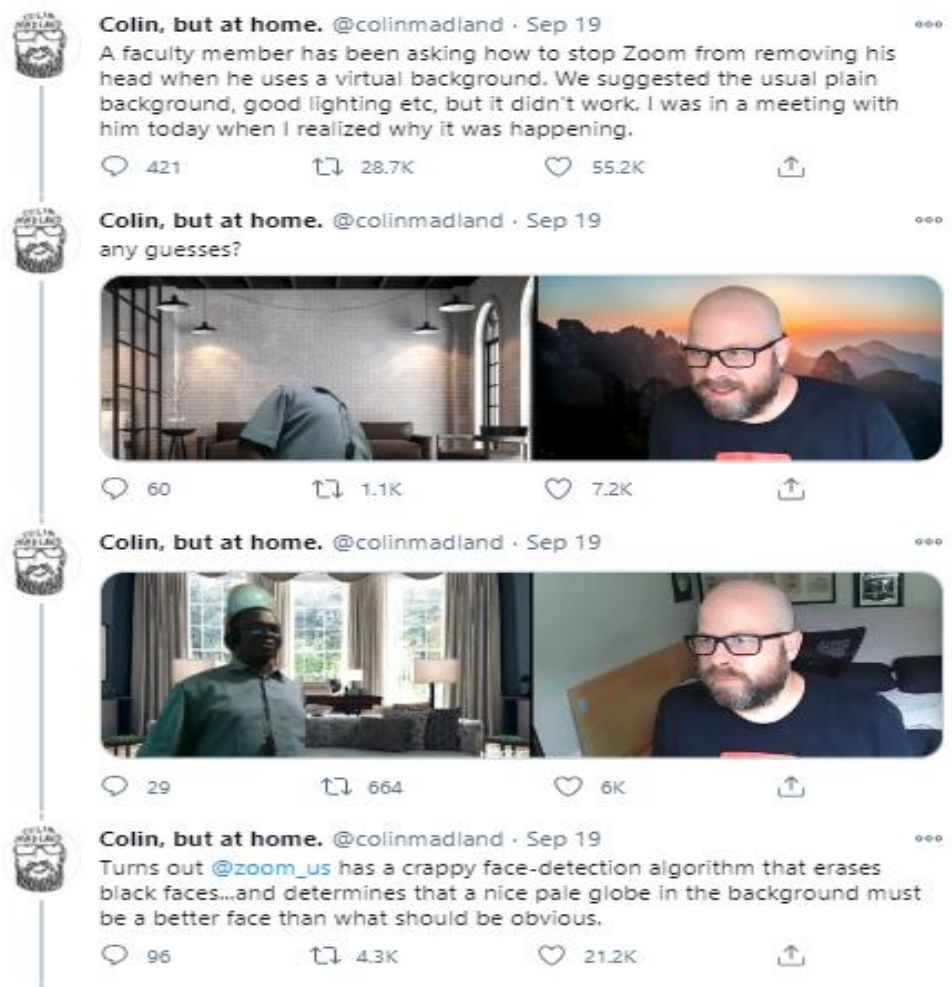 Colin, but at home. @colinmadland · Sep 19
A faculty member has been asking how to stop Zoom from removing his
head when he uses a virtual background. We suggested the usual plain
background, good lighting etc, but it didn't work. I was in a meeting with
him today when I realized why it was happening.
421 28.7K 55.2K
Colin, but at home. @colinmadland · Sep 19
any guesses?
60 1.1K 7.2K
Colin, but at home. @colinmadland · Sep 19
29 664 6K
Colin, but at home. @colinmadland · Sep 19
Turns out @zoom_us has a crappy face-detection algorithm that erases
black faces...and determines that a nice pale globe in the background must
be a better face than what should be obvious.
96 4.3K 21.2K